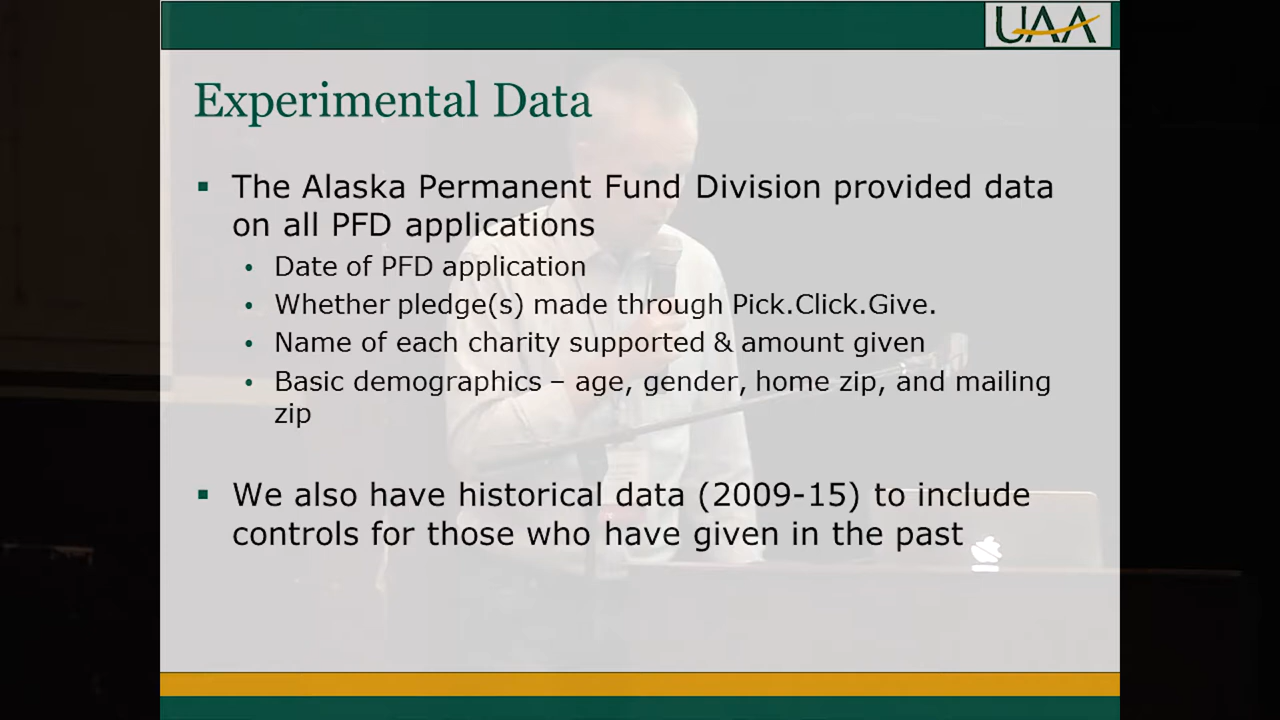 UAA
Experimental Data
▪ The Alaska Permanent Fund Division provided data
on all PFD applications
• Date of PFD application
• Whether pledge(s) made through Pick.Click.Give.
• Name of each charity supported & amount given
• Basic demographics – age, gender, home zip, and mailing
zip
▪ We also have historical data (2009-15) to include
controls for those who have given in the past